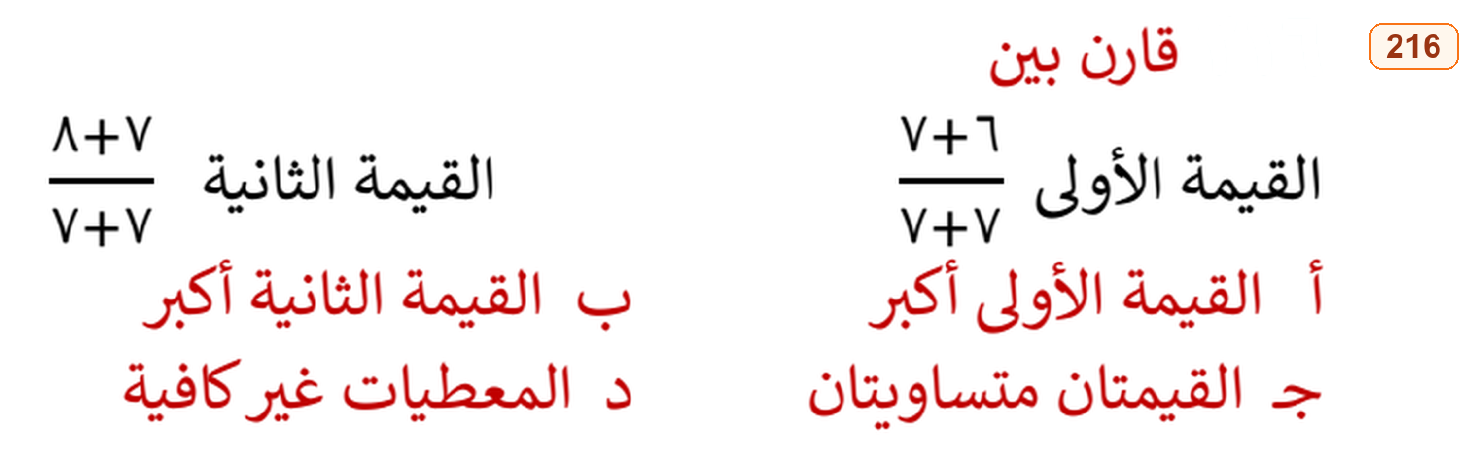 216
قارن بين
القيمة الأولى ٦+٧ / ٧+٧ القيمة الثانية ٧+٨ / ٧+٧
أ القيمة الأولى أكبر ب القيمة الثانية أكبر
جـ القيمتان متساويتان د المعطيات غير كافية